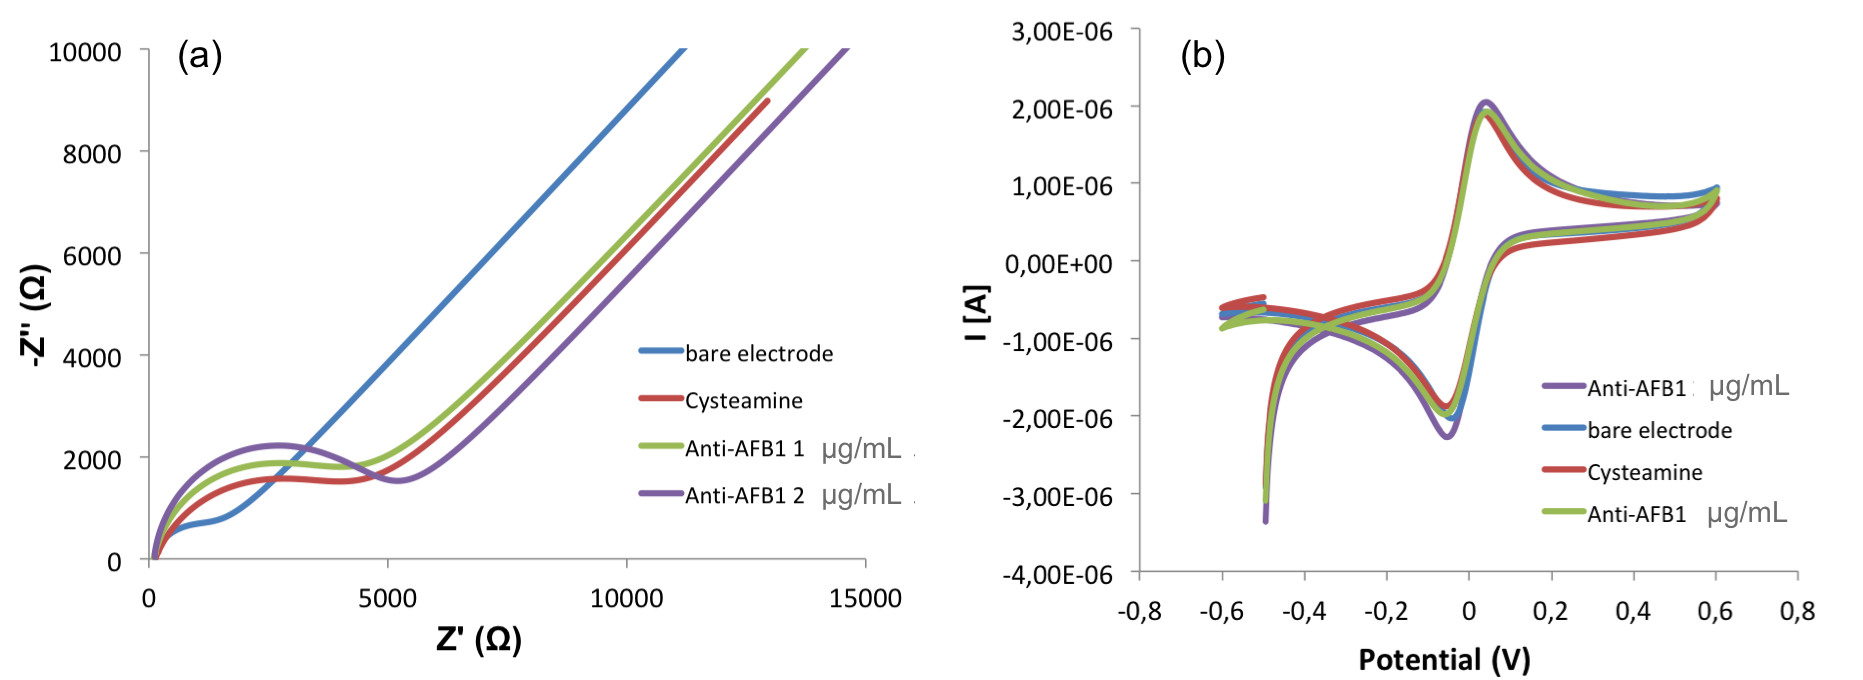 (a)
10000
8000
6000
4000
2000
0
-Z'' (Ω)
0 5000 10000 15000
Z' (Ω)
bare electrode
Cysteamine
Anti-AFB1 1 µg/mL
Anti-AFB1 2 µg/mL
(b)
3,00E-06
2,00E-06
1,00E-06
0,00E+00
-1,00E-06
-2,00E-06
-3,00E-06
-4,00E-06
I [A]
-0,8 -0,6 -0,4 -0,2 0 0,2 0,4 0,6 0,8
Potential (V)
Anti-AFB1 µg/mL
bare electrode
Cysteamine
Anti-AFB1 µg/mL